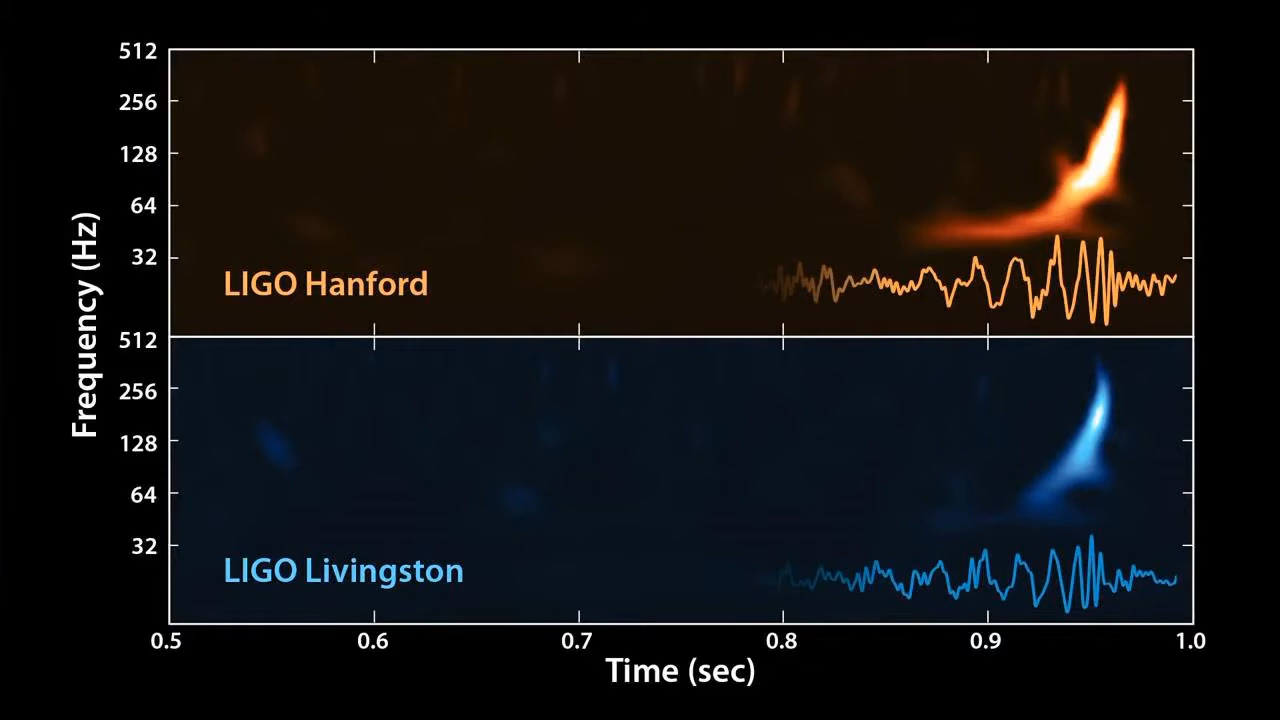 512
256
128
64
32
LIGO Hanford
Frequency (Hz)
512
256
128
64
32
LIGO Livingston
0.5 0.6 0.7 0.8 0.9 1.0
Time (sec)